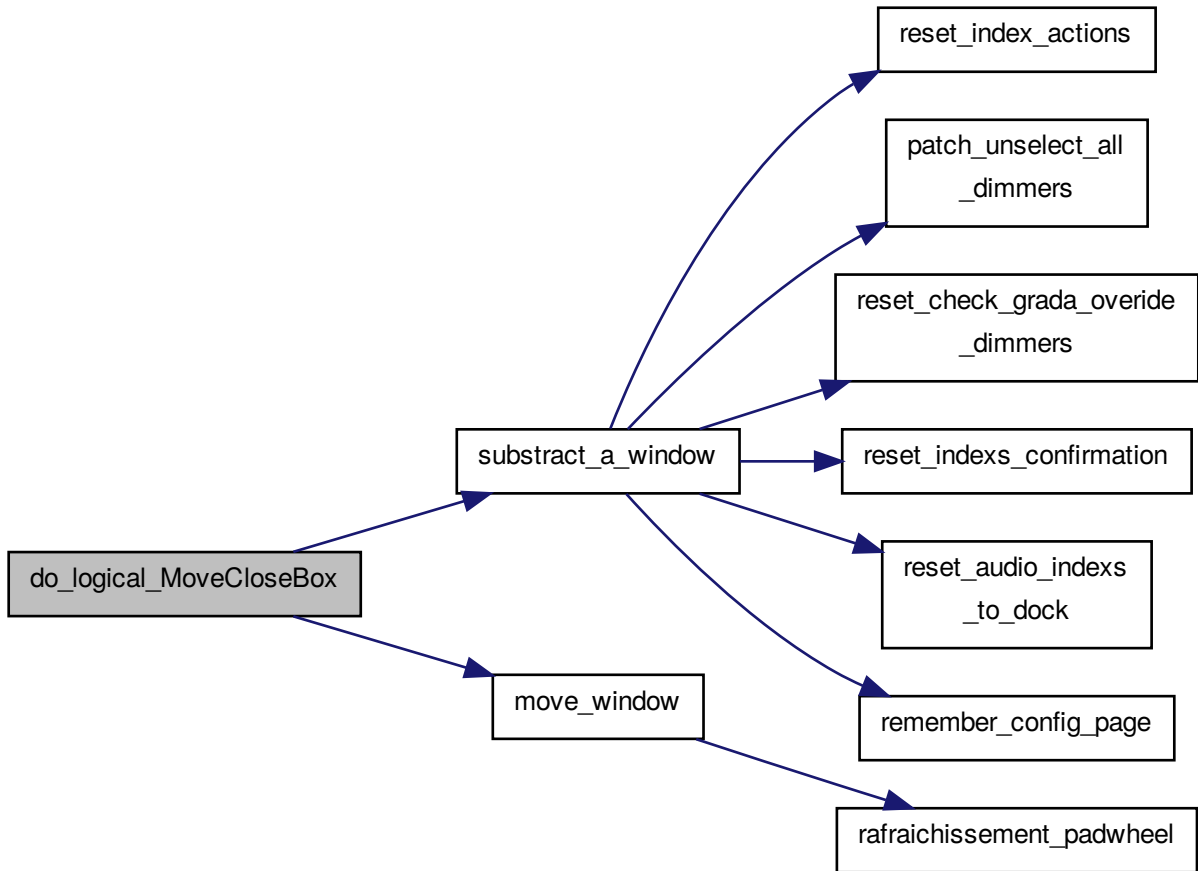 reset_index_actions
patch_unselect_all
_dimmers
reset_check_grada_overide
_dimmers
substract_a_window
reset_indexs_confirmation
do_logical_MoveCloseBox
reset_audio_indexs
_to_dock
move_window
remember_config_page
rafraichissement_padwheel